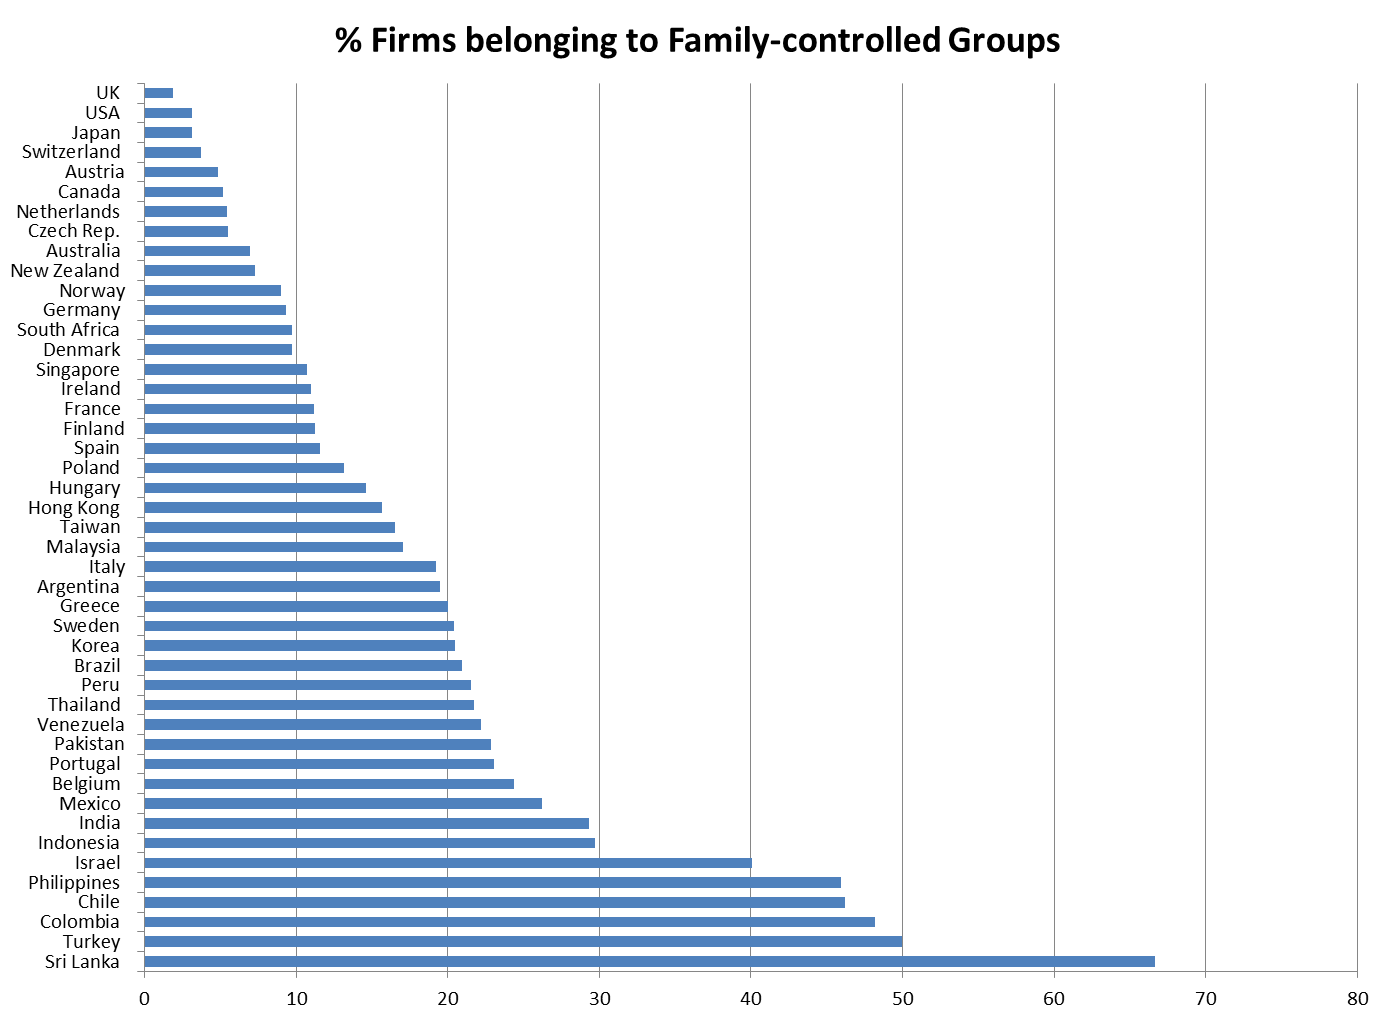 % Firms belonging to Family-controlled Groups
UK
USA
Japan
Switzerland
Austria
Canada
Netherlands
Czech Rep.
Australia
New Zealand
Norway
Germany
South Africa
Denmark
Singapore
Ireland
France
Finland
Spain
Poland
Hungary
Hong Kong
Taiwan
Malaysia
Italy
Argentina
Greece
Sweden
Korea
Brazil
Peru
Thailand
Venezuela
Pakistan
Portugal
Belgium
Mexico
India
Indonesia
Israel
Philippines
Chile
Colombia
Turkey
Sri Lanka
0 10 20 30 40 50 60 70 80